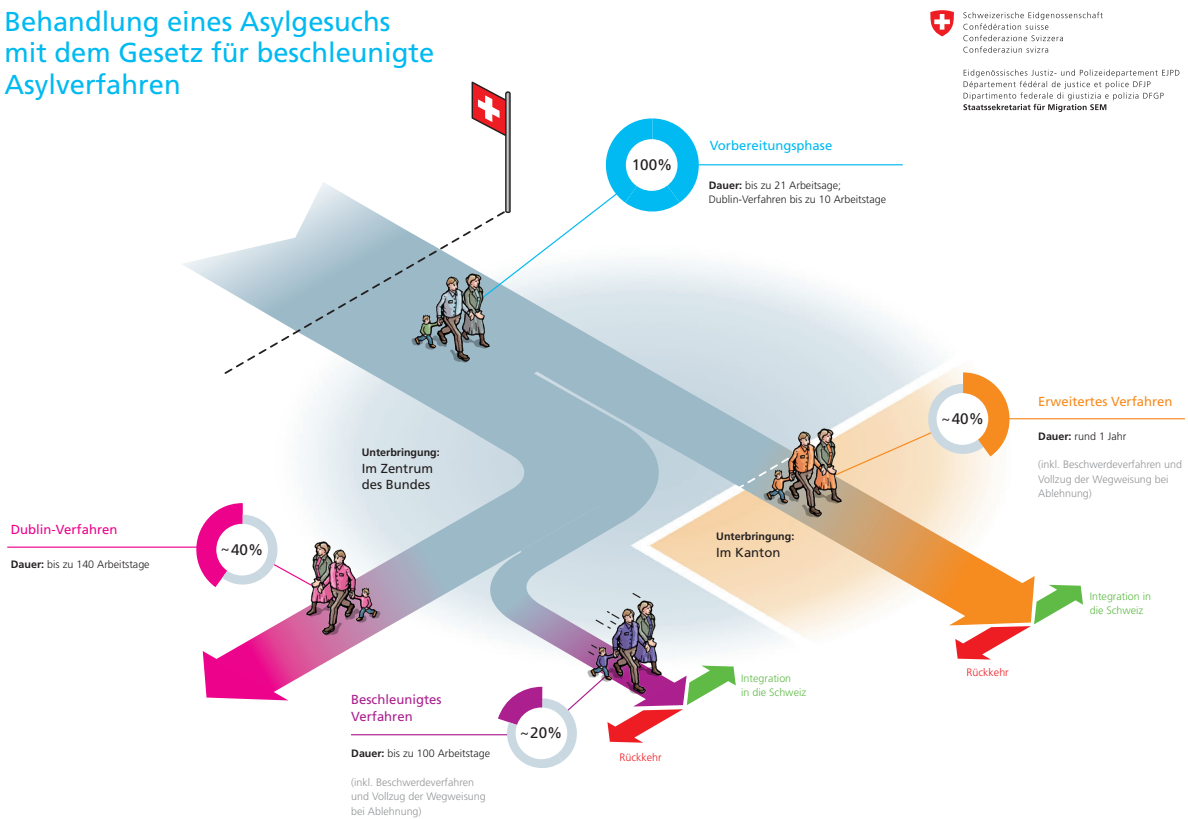 Behandlung eines Asylgesuchs
mit dem Gesetz für beschleunigte
Asylverfahren
Schweizerische Eidgenossenschaft
Confédération suisse
Confederazione Svizzera
Confederaziun svizra
Eidgenössisches Justiz- und Polizeidepartement EJPD
Département fédéral de justice et police DFJP
Dipartimento federale di giustizia e polizia DFGP
Staatssekretariat für Migration SEM
100%
Vorbereitungsphase
Dauer: bis zu 21 Arbeitsage;
Dublin-Verfahren bis zu 10 Arbeitstage
~40%
Erweitertes Verfahren
Dauer: rund 1 Jahr
(inkl. Beschwerdeverfahren und
Vollzug der Wegweisung bei
Ablehnung)
Unterbringung:
Im Zentrum
des Bundes
Dublin-Verfahren
~40%
Dauer: bis zu 140 Arbeitstage
Unterbringung:
Im Kanton
Integration in
die Schweiz
Rückkehr
Integration
in die Schweiz
Rückkehr
Beschleunigtes
Verfahren
~20%
Dauer: bis zu 100 Arbeitstage
(inkl. Beschwerdeverfahren
und Vollzug der Wegweisung
bei Ablehnung)